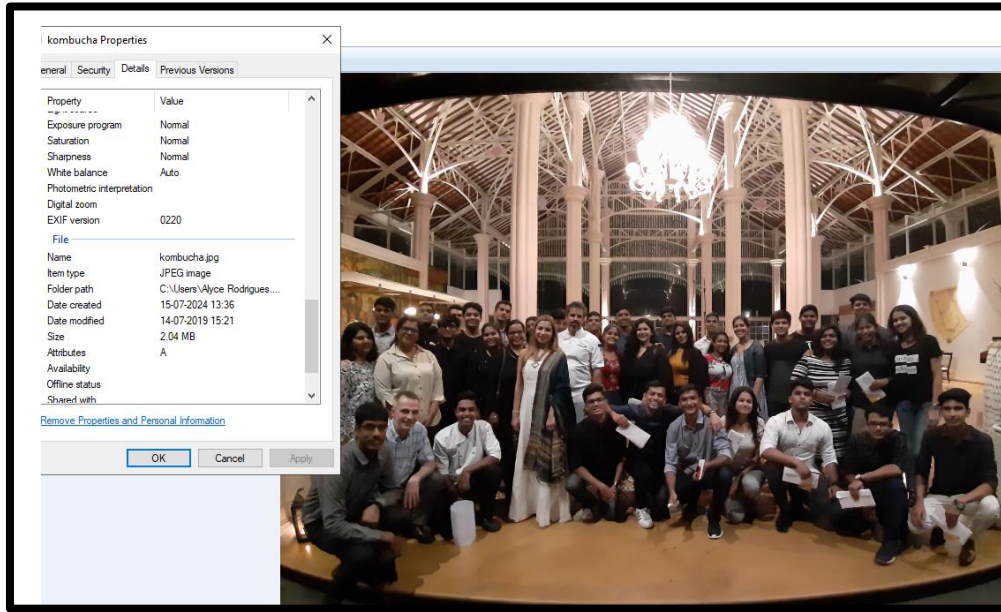 kombucha Properties
eneral Security Details Previous Versions
Property Value
Exposure program Normal
Saturation Normal
Sharpness Normal
White balance Auto
Photometric interpretation
Digital zoom
EXIF version 0220
File
Name kombucha.jpg
Item type JPEG image
Folder path C:\Users\Alyce Rodrigues....
Date created 15-07-2024 13:36
Date modified 14-07-2019 15:21
Size 2.04 MB
Attributes A
Availability
Offline status
Shared with
Remove Properties and Personal Information
OK Cancel Apply